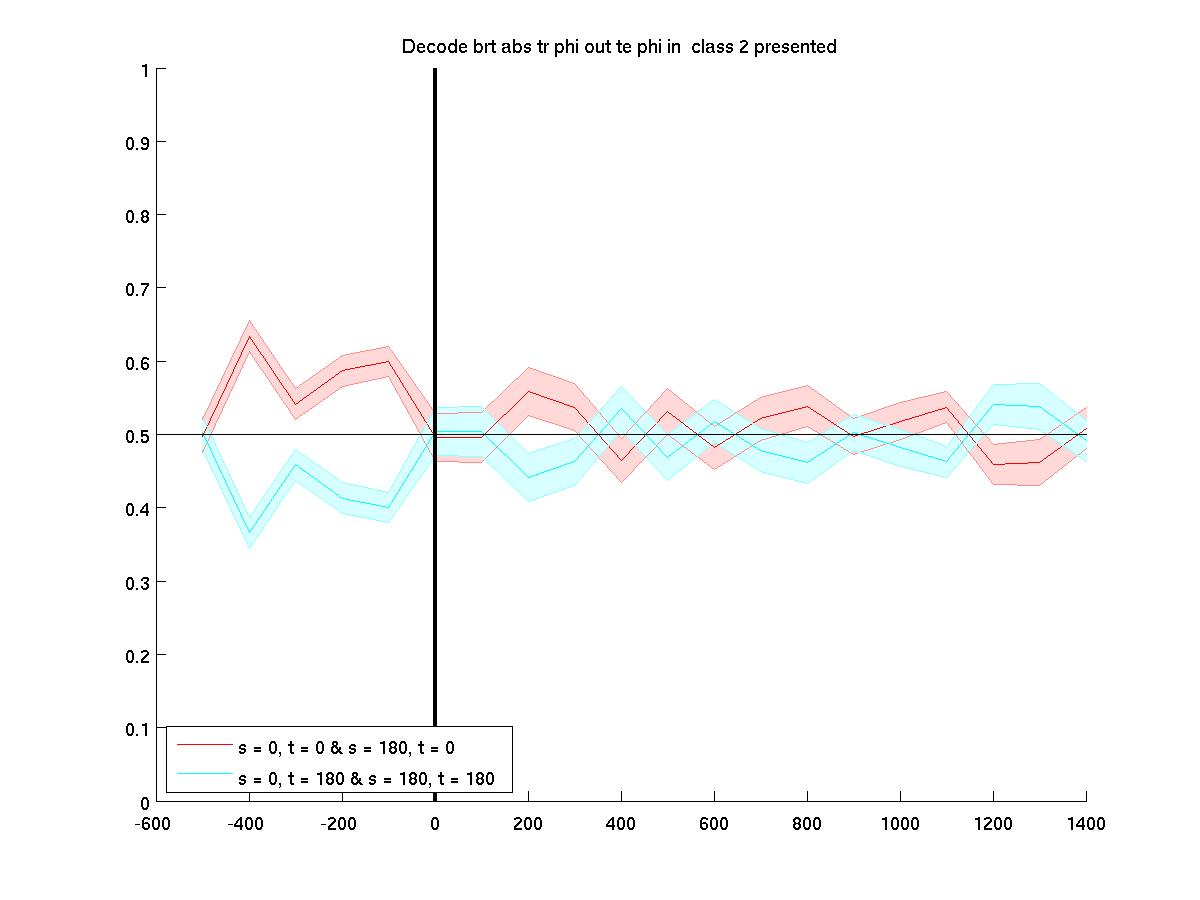 Decode brt abs tr phi out te phi in  class 2 presented
1
0.9
0.8
0.7
0.6
0.5
0.4
0.3
0.2
0.1
0
s = 0, t = 0 & s = 180, t = 0
s = 0, t = 180 & s = 180, t = 180
-600 -400 -200 0 200 400 600 800 1000 1200 1400